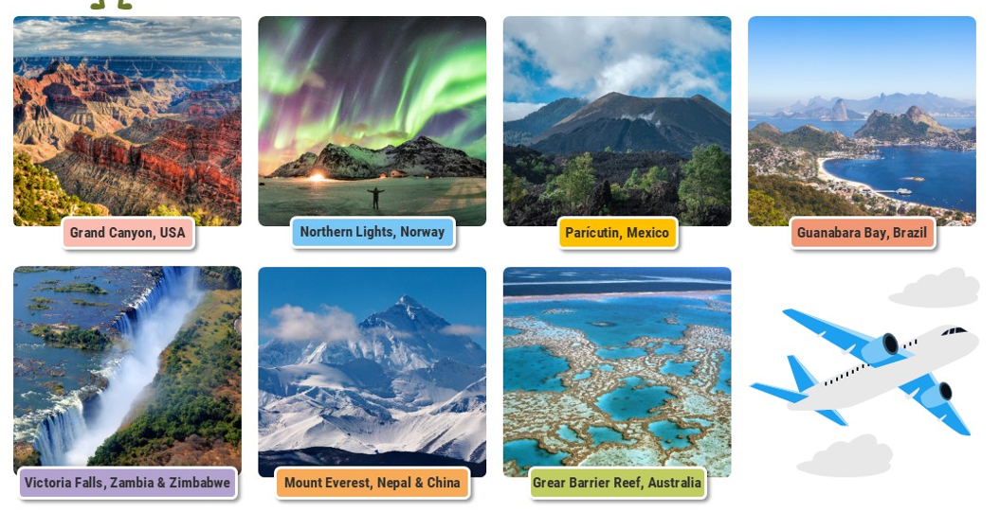 Grand Canyon, USA
Northern Lights, Norway
Parícutin, Mexico
Guanabara Bay, Brazil
Victoria Falls, Zambia & Zimbabwe
Mount Everest, Nepal & China
Grear Barrier Reef, Australia